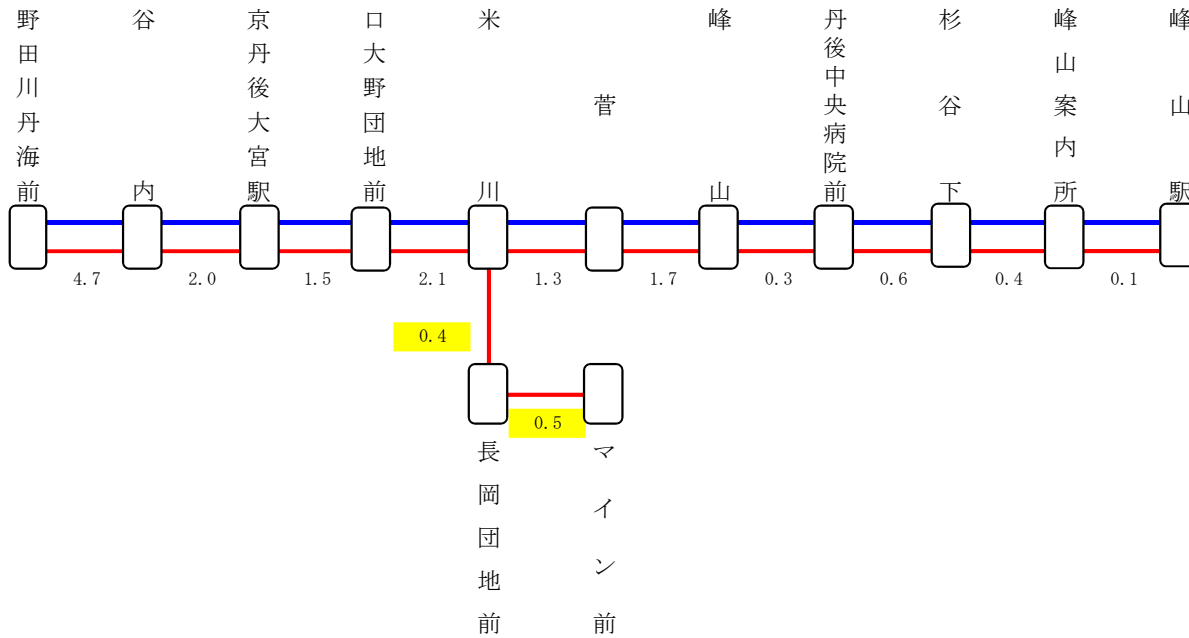 野田川丹海前
谷内
京丹後大宮駅
口大野団地前
米川
菅
峰山
丹後中央病院前
杉谷下
峰山案内所
峰山駅
4.7
2.0
1.5
2.1
1.3
1.7
0.3
0.6
0.4
0.1
0.4
0.5
長岡団地前
マイン前